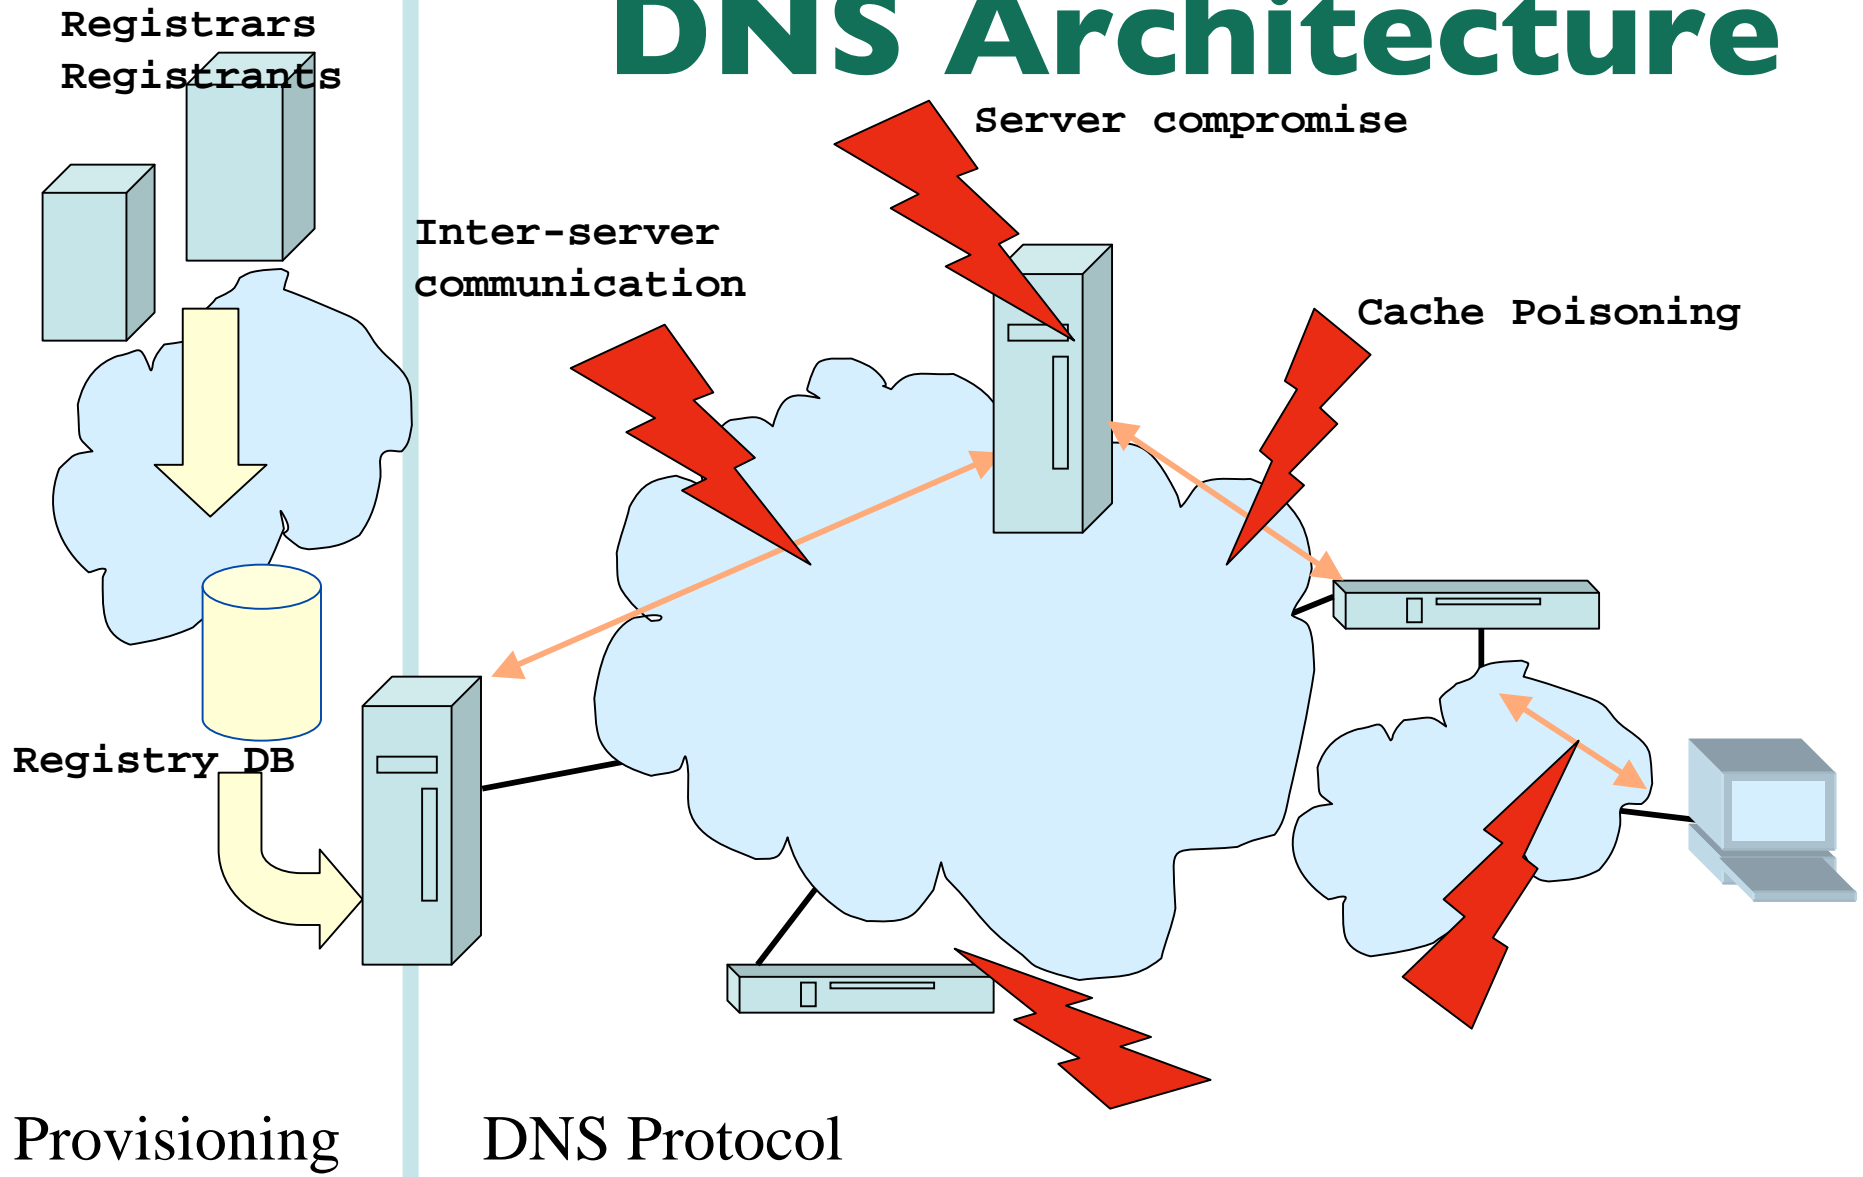 DNS Architecture
Registrars
Registrants
Server compromise
Inter-server
communication
Cache Poisoning
Registry DB
Provisioning
DNS Protocol